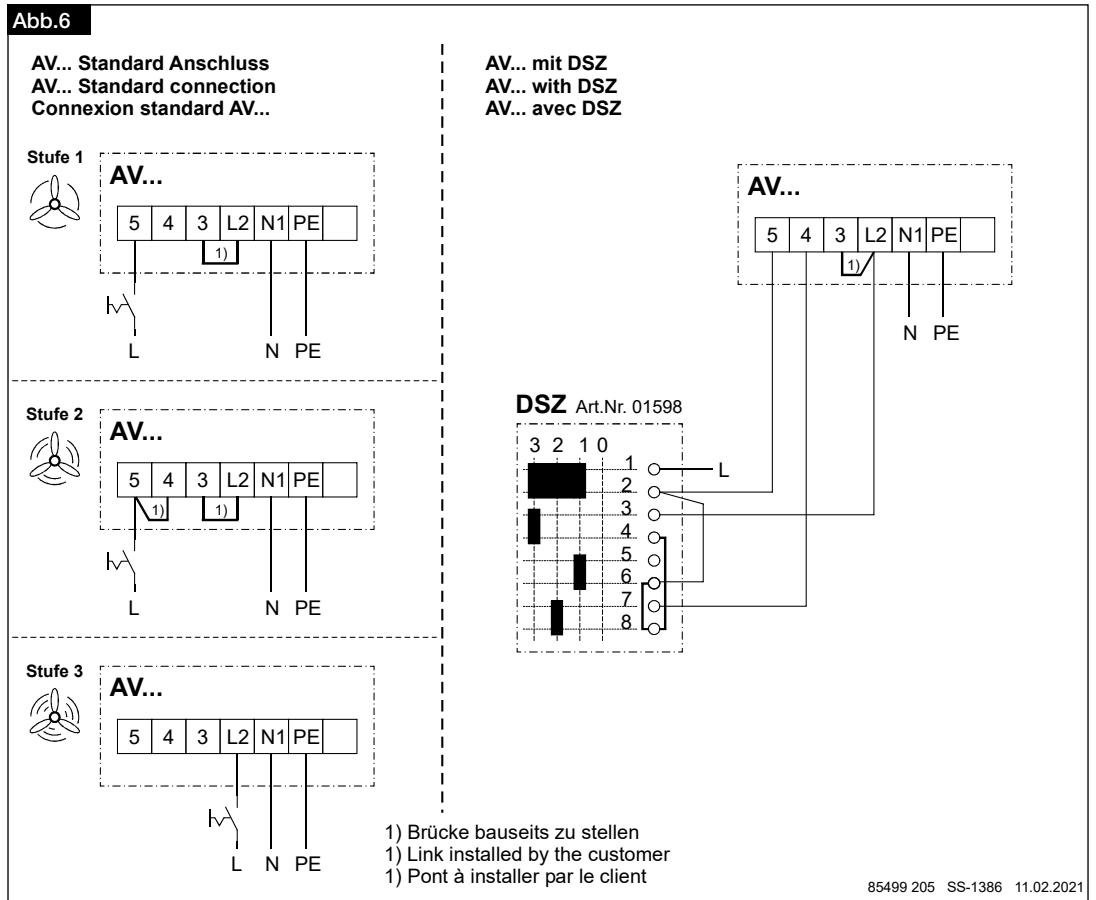 Abb.6
AV... Standard Anschluss
AV... Standard connection
Connexion standard AV...
Stufe 1
AV...
5 4 3 L2 N1 PE
1)
L N PE
Stufe 2
AV...
5 4 3 L2 N1 PE
1) 1)
L N PE
Stufe 3
AV...
5 4 3 L2 N1 PE
L N PE
AV... mit DSZ
AV... with DSZ
AV... avec DSZ
AV...
5 4 3 L2 N1 PE
1)
N PE
DSZ Art.Nr. 01598
3 2 1 0
1 L
2
3
4
5
6
7
8
1) Brücke bauseits zu stellen
1) Link installed by the customer
1) Pont à installer par le client
85499 205 SS-1386 11.02.2021